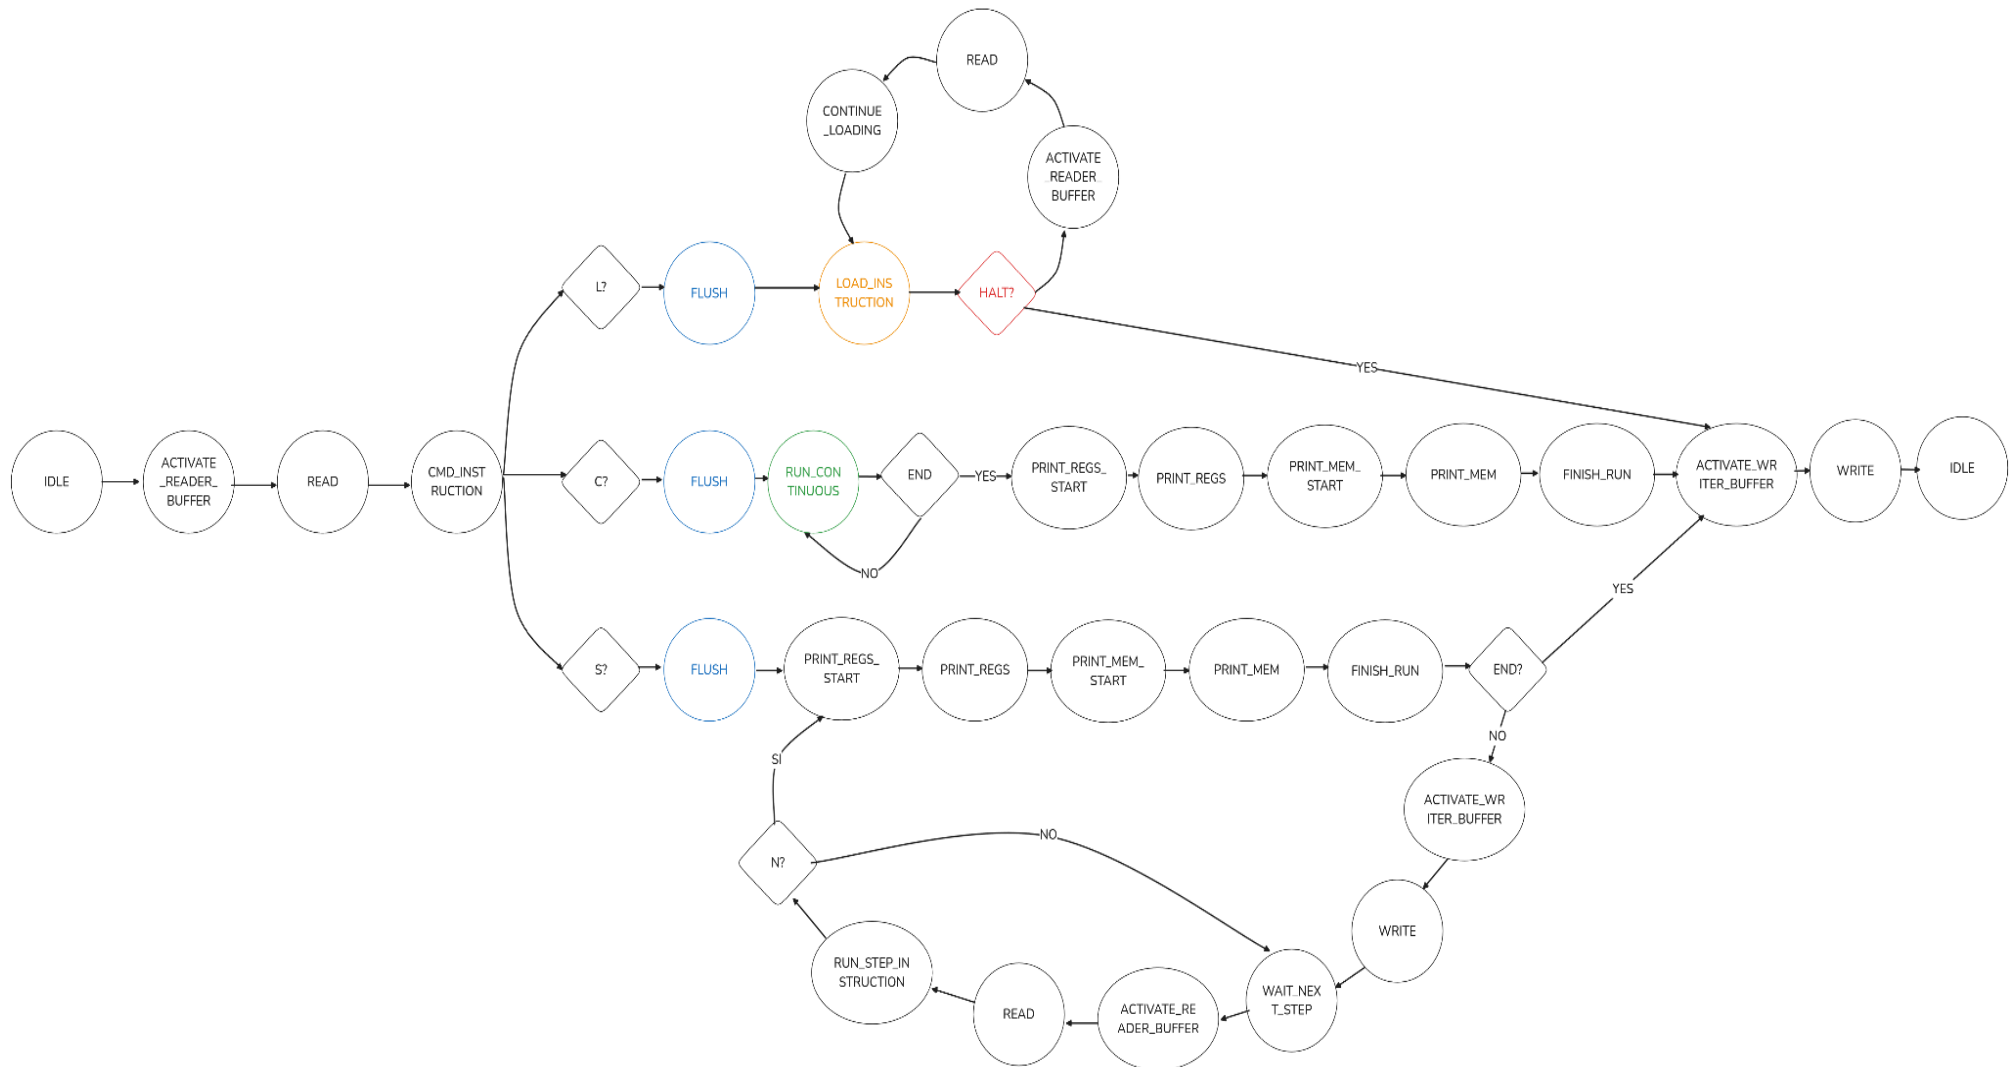 READ
CONTINUE
_LOADING
ACTIVATE
_READER_
BUFFER
L?
FLUSH
LOAD_INS
TRUCTION
HALT?
YES
IDLE
ACTIVATE
_READER_
BUFFER
READ
CMD_INST
RUCTION
C?
FLUSH
RUN_CON
TINUOUS
END
YES
PRINT_REGS_
START
PRINT_REGS
PRINT_MEM_
START
PRINT_MEM
FINISH_RUN
ACTIVATE_WR
ITER_BUFFER
WRITE
IDLE
NO
YES
S?
FLUSH
PRINT_REGS_
START
PRINT_REGS
PRINT_MEM_
START
PRINT_MEM
FINISH_RUN
END?
NO
SI
ACTIVATE_WR
ITER_BUFFER
N?
NO
WRITE
RUN_STEP_IN
STRUCTION
READ
ACTIVATE_RE
ADER_BUFFER
WAIT_NEX
T_STEP